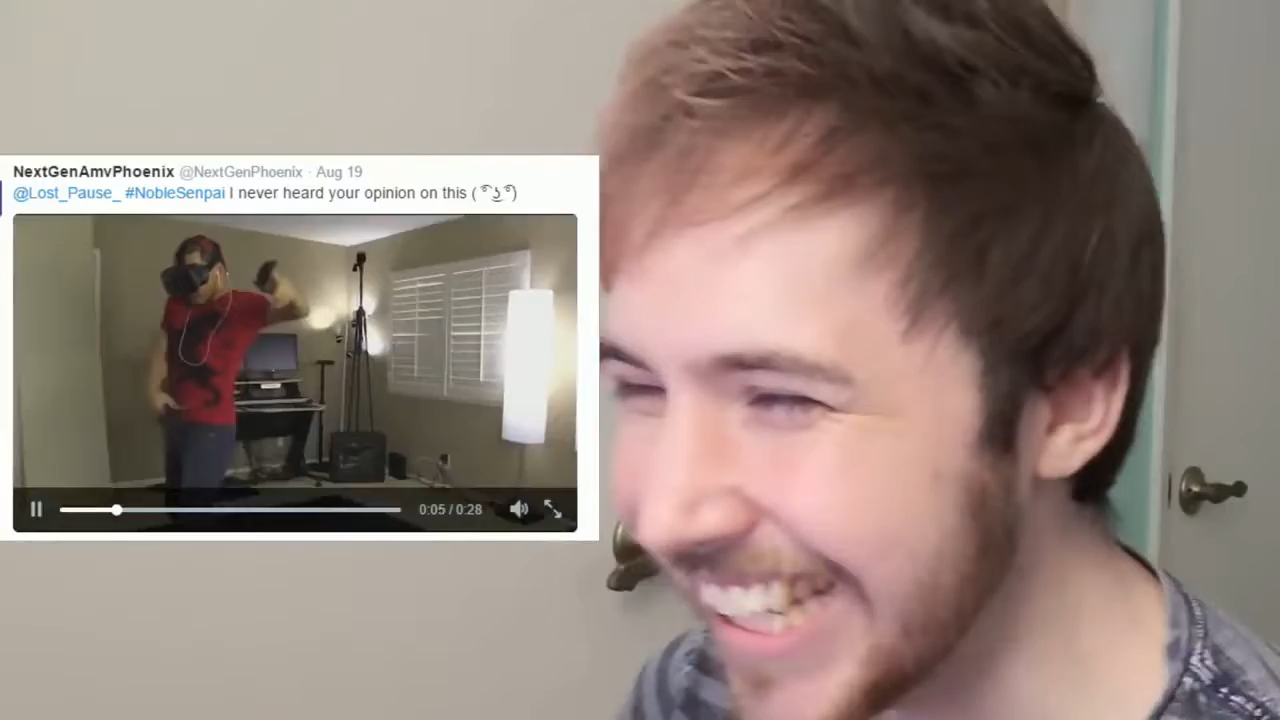 NextGenAmvPhoenix @NextGenPhoenix · Aug 19
@Lost_Pause_ #NobleSenpai I never heard your opinion on this ( ͡° ͜ʖ ͡°)
0:05 / 0:28